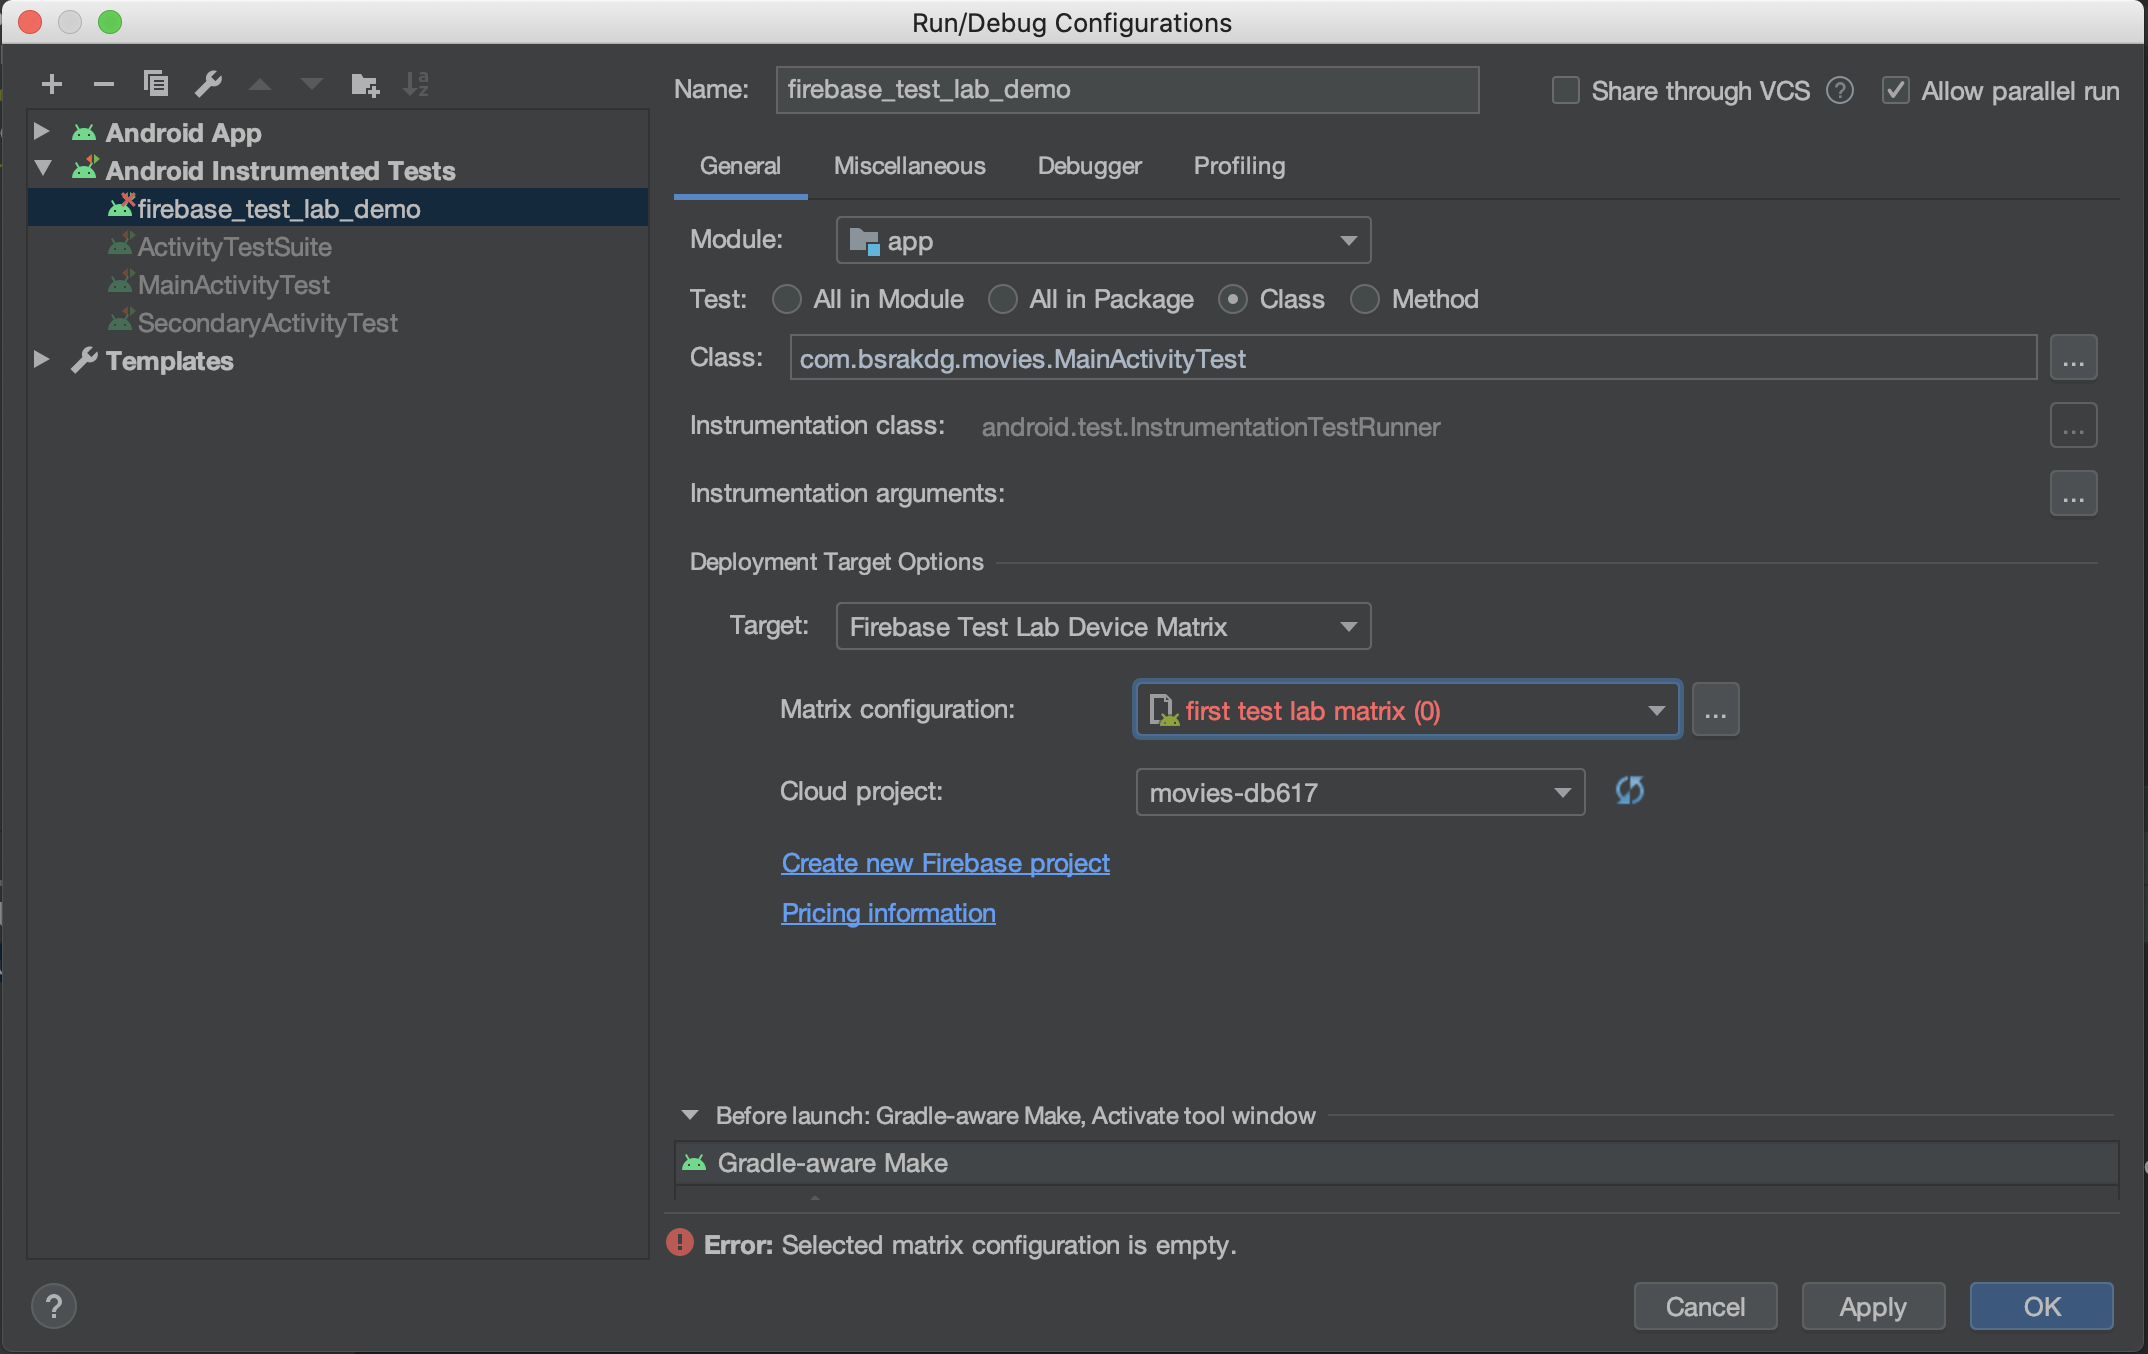 Run/Debug Configurations
Name: firebase_test_lab_demo
Share through VCS ?
Allow parallel run
Android App
Android Instrumented Tests
firebase_test_lab_demo
ActivityTestSuite
MainActivityTest
SecondaryActivityTest
Templates
General Miscellaneous Debugger Profiling
Module: app
Test: All in Module All in Package Class Method
Class: com.bsrakdg.movies.MainActivityTest ...
Instrumentation class: android.test.InstrumentationTestRunner ...
Instrumentation arguments: ...
Deployment Target Options
Target: Firebase Test Lab Device Matrix
Matrix configuration: first test lab matrix (0) ...
Cloud project: movies-db617
Create new Firebase project
Pricing information
Before launch: Gradle-aware Make, Activate tool window
Gradle-aware Make
Error: Selected matrix configuration is empty.
? Cancel Apply OK